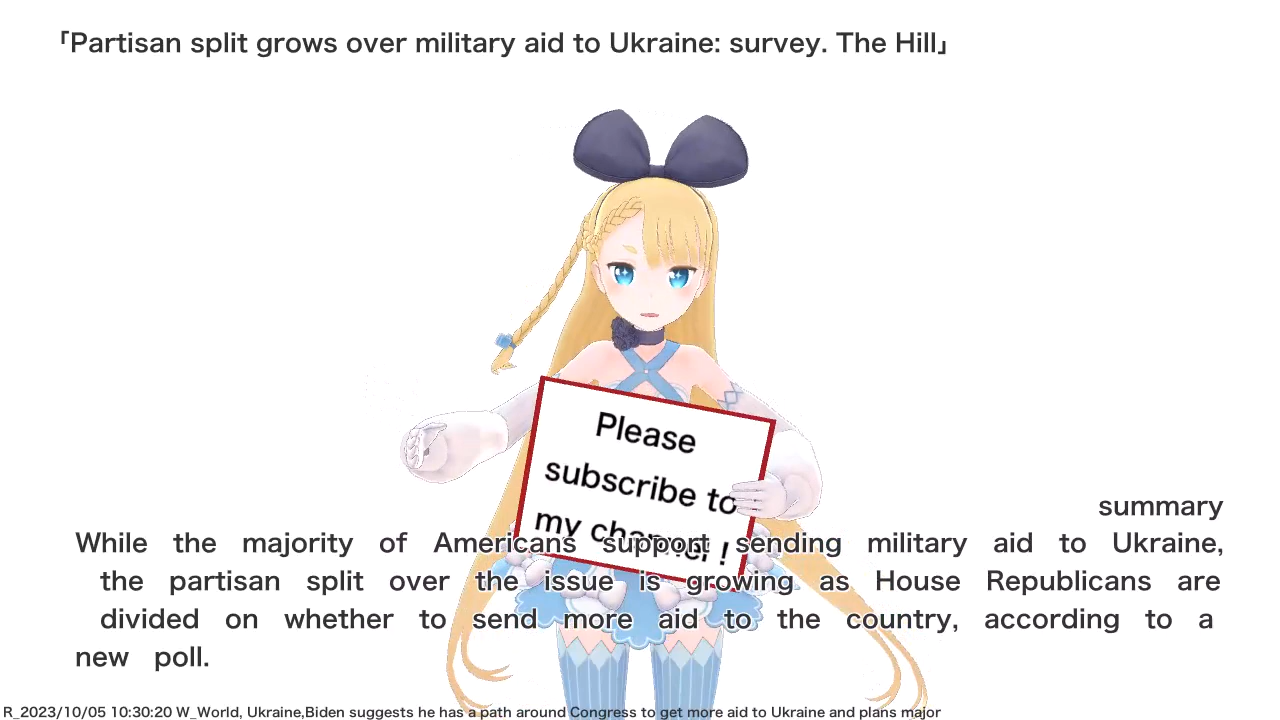 「Partisan split grows over military aid to Ukraine: survey. The Hill」
Please
subscribe to
my channel !
summary
While the majority of Americans support sending military aid to Ukraine,
the partisan split over the issue is growing as House Republicans are
divided on whether to send more aid to the country, according to a
new poll.
R_2023/10/05 10:30:20 W_World, Ukraine,Biden suggests he has a path around Congress to get more aid to Ukraine and plans major